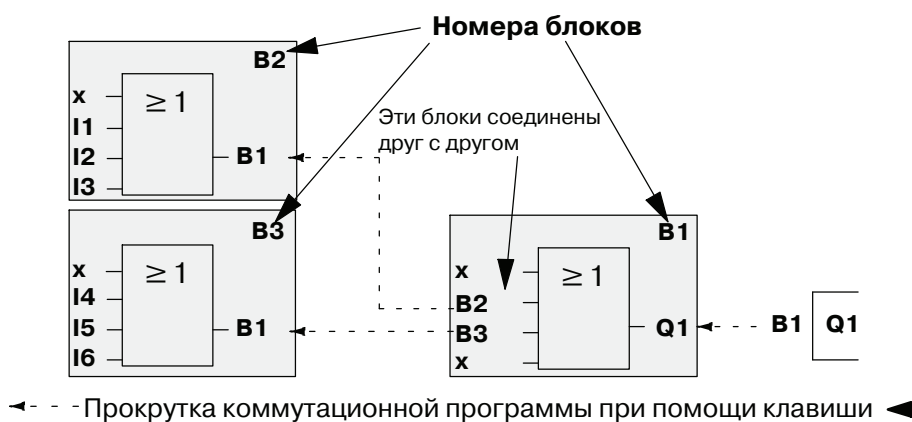 Номера блоков
B2
x
≥ 1
I1
I2
B1
I3
Эти блоки соединены
друг с другом
B3
x
≥ 1
I4
I5
B1
I6
B1
x
≥ 1
B2
B3
Q1
x
B1
Q1
Прокрутка коммутационной программы при помощи клавиши